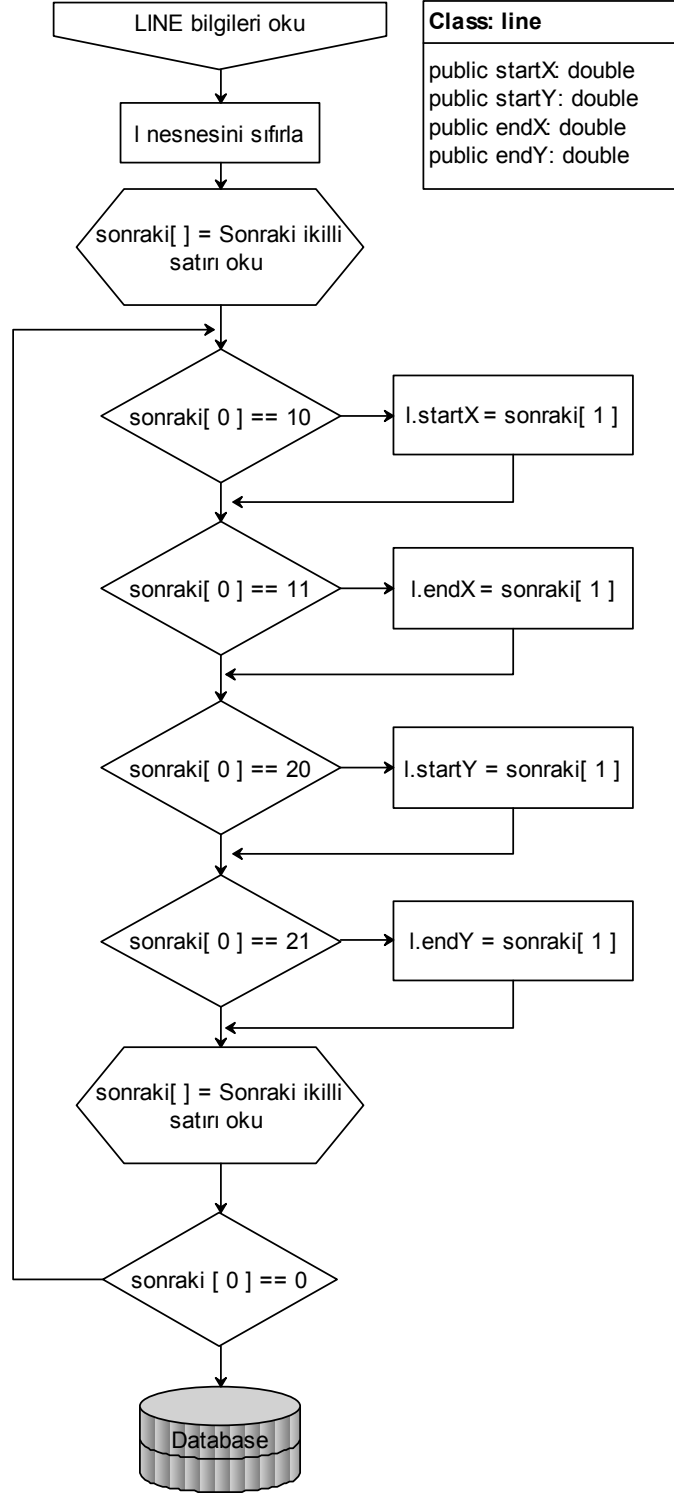 LINE bilgileri oku
Class: line
public startX: double
public startY: double
public endX: double
public endY: double
l nesnesini sıfırla
sonraki[ ] = Sonraki ikilli
satırı oku
sonraki[ 0 ] == 10
l.startX = sonraki[ 1 ]
sonraki[ 0 ] == 11
l.endX = sonraki[ 1 ]
sonraki[ 0 ] == 20
l.startY = sonraki[ 1 ]
sonraki[ 0 ] == 21
l.endY = sonraki[ 1 ]
sonraki[ ] = Sonraki ikilli
satırı oku
sonraki [ 0 ] == 0
Database